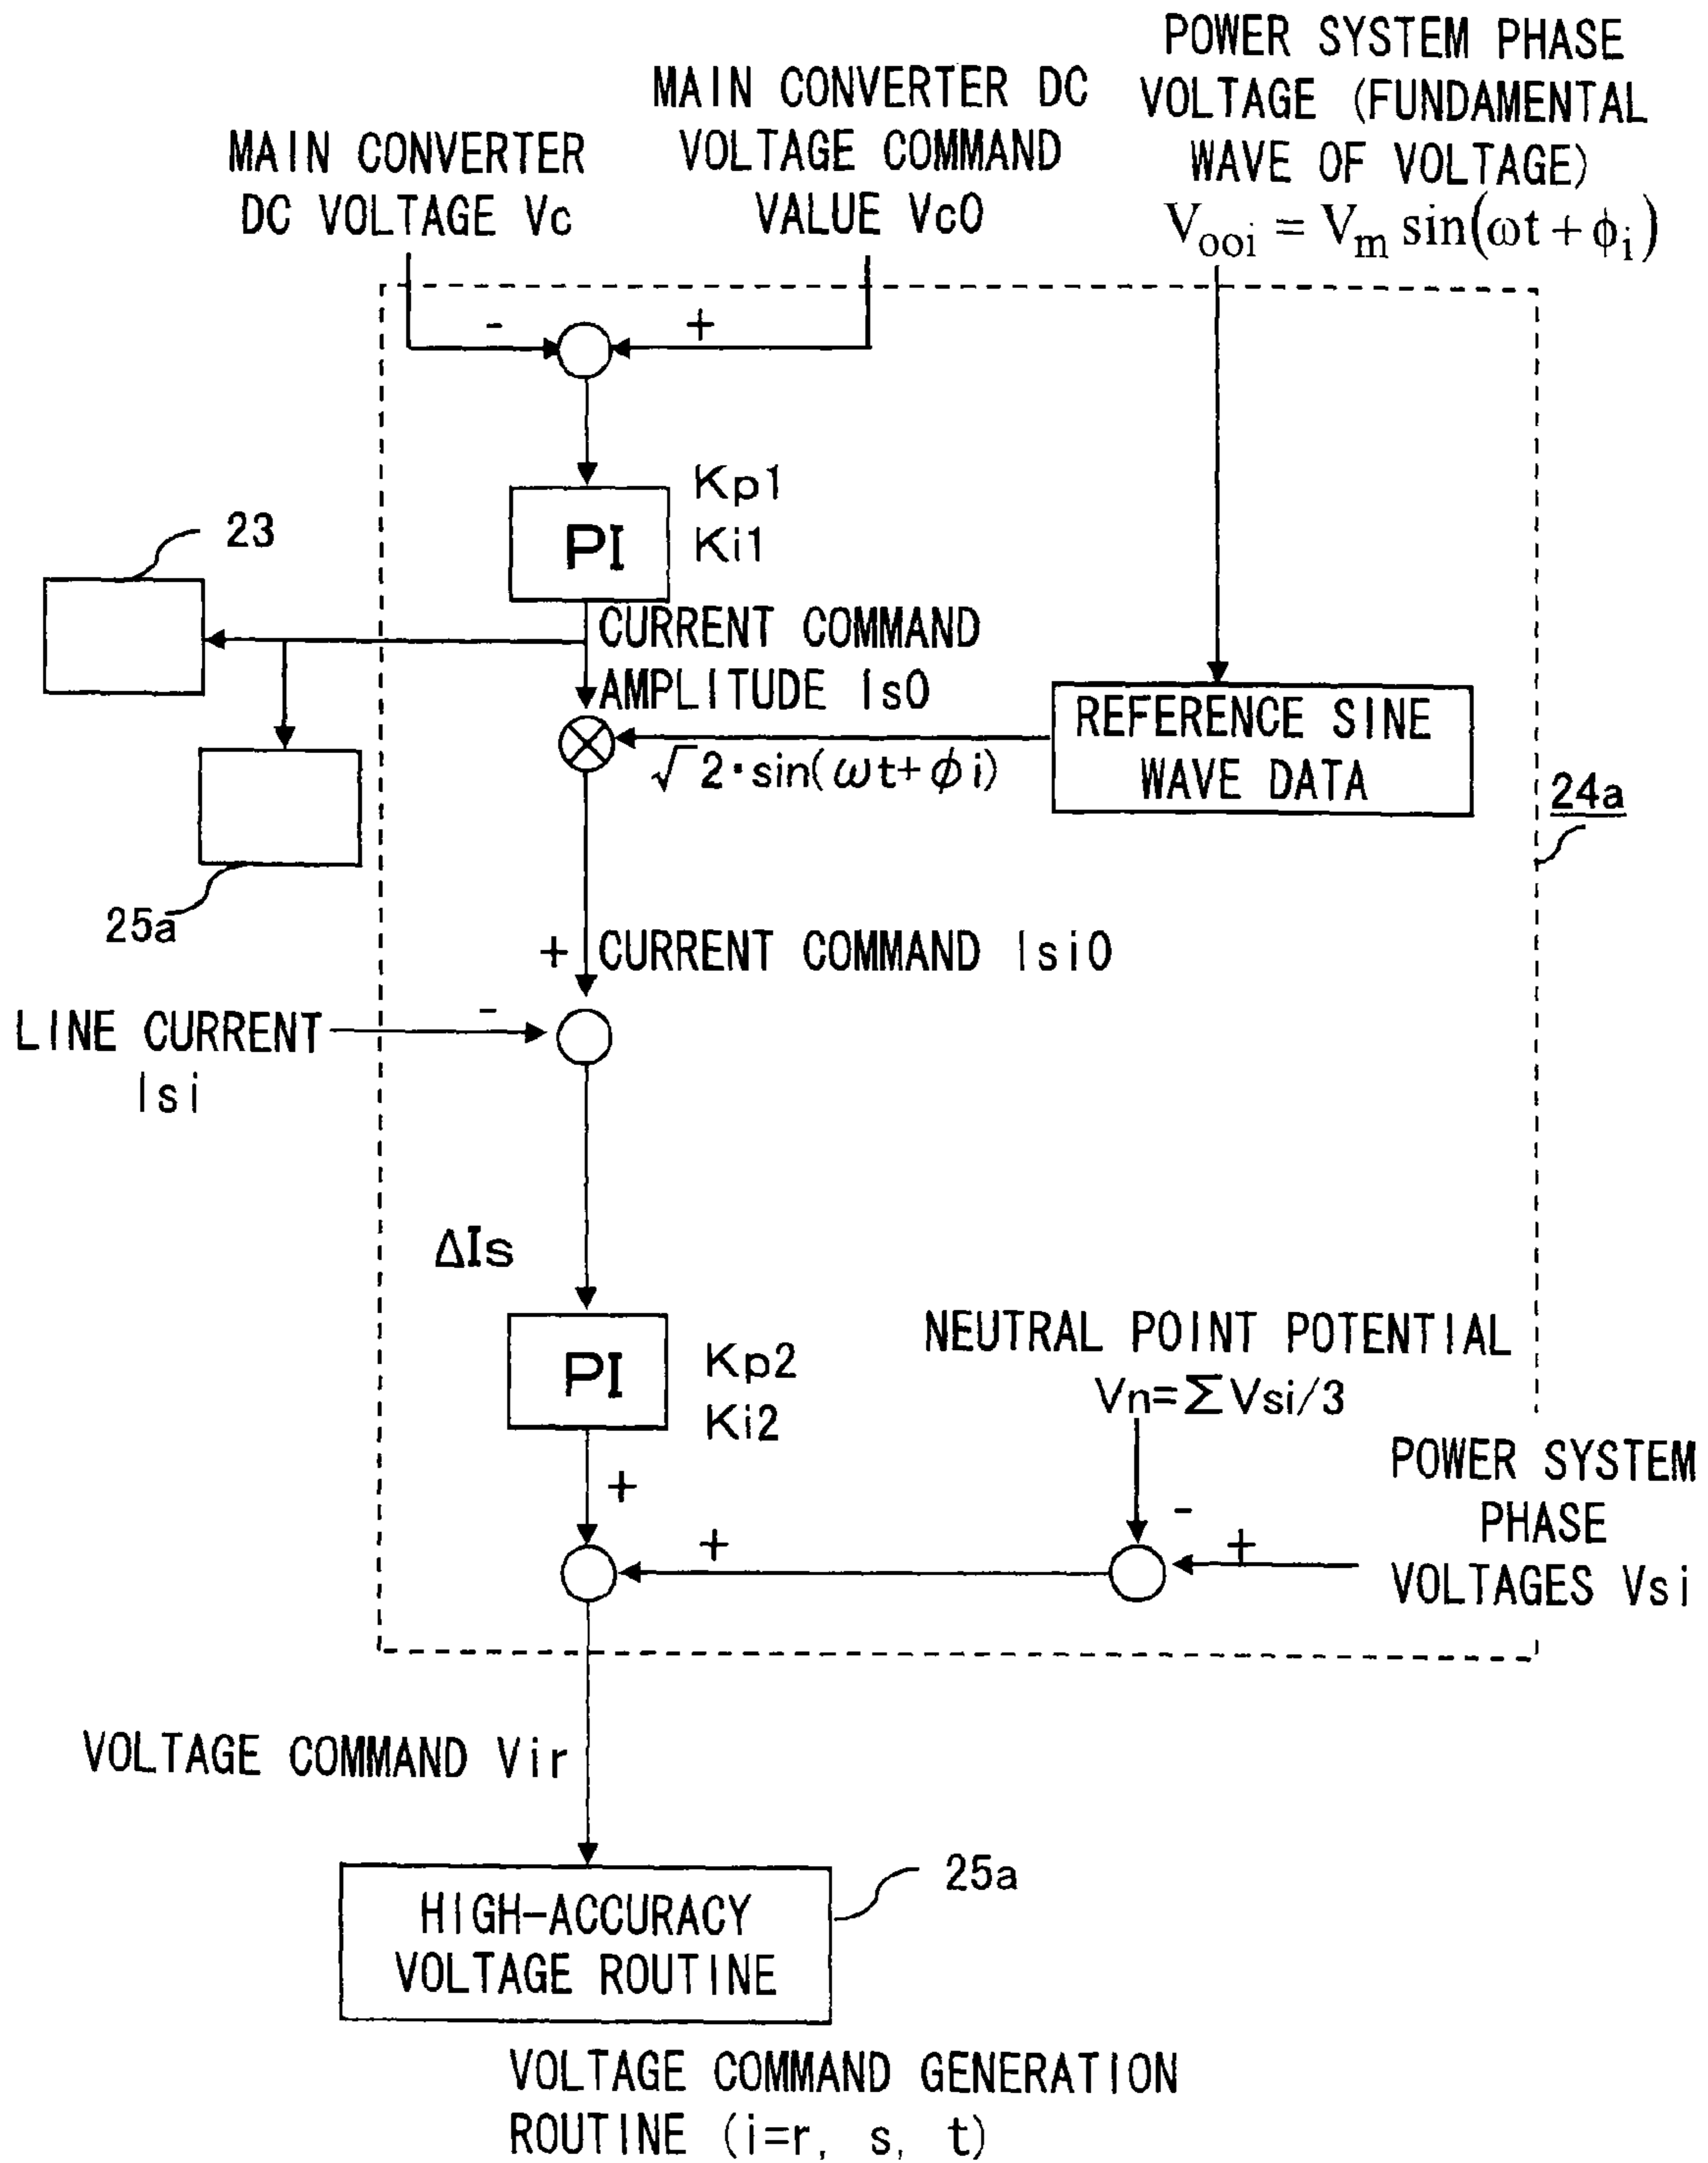 POWER SYSTEM PHASE
VOLTAGE (FUNDAMENTAL
WAVE OF VOLTAGE)
V_ooi = V_m sin(ωt + ϕ_i)
MAIN CONVERTER DC
VOLTAGE COMMAND
VALUE Vc0
MAIN CONVERTER
DC VOLTAGE Vc
-
+
Kp1
Ki1
PI
23
CURRENT COMMAND
AMPLITUDE Is0
REFERENCE SINE
WAVE DATA
√2·sin(ωt+ϕi)
24a
25a
+
CURRENT COMMAND Isi0
-
LINE CURRENT
Isi
ΔIs
PI
Kp2
Ki2
NEUTRAL POINT POTENTIAL
Vn=ΣVsi/3
+
+
-
+
POWER SYSTEM
PHASE
VOLTAGES Vsi
VOLTAGE COMMAND Vir
25a
HIGH-ACCURACY
VOLTAGE ROUTINE
VOLTAGE COMMAND GENERATION
ROUTINE (i=r, s, t)